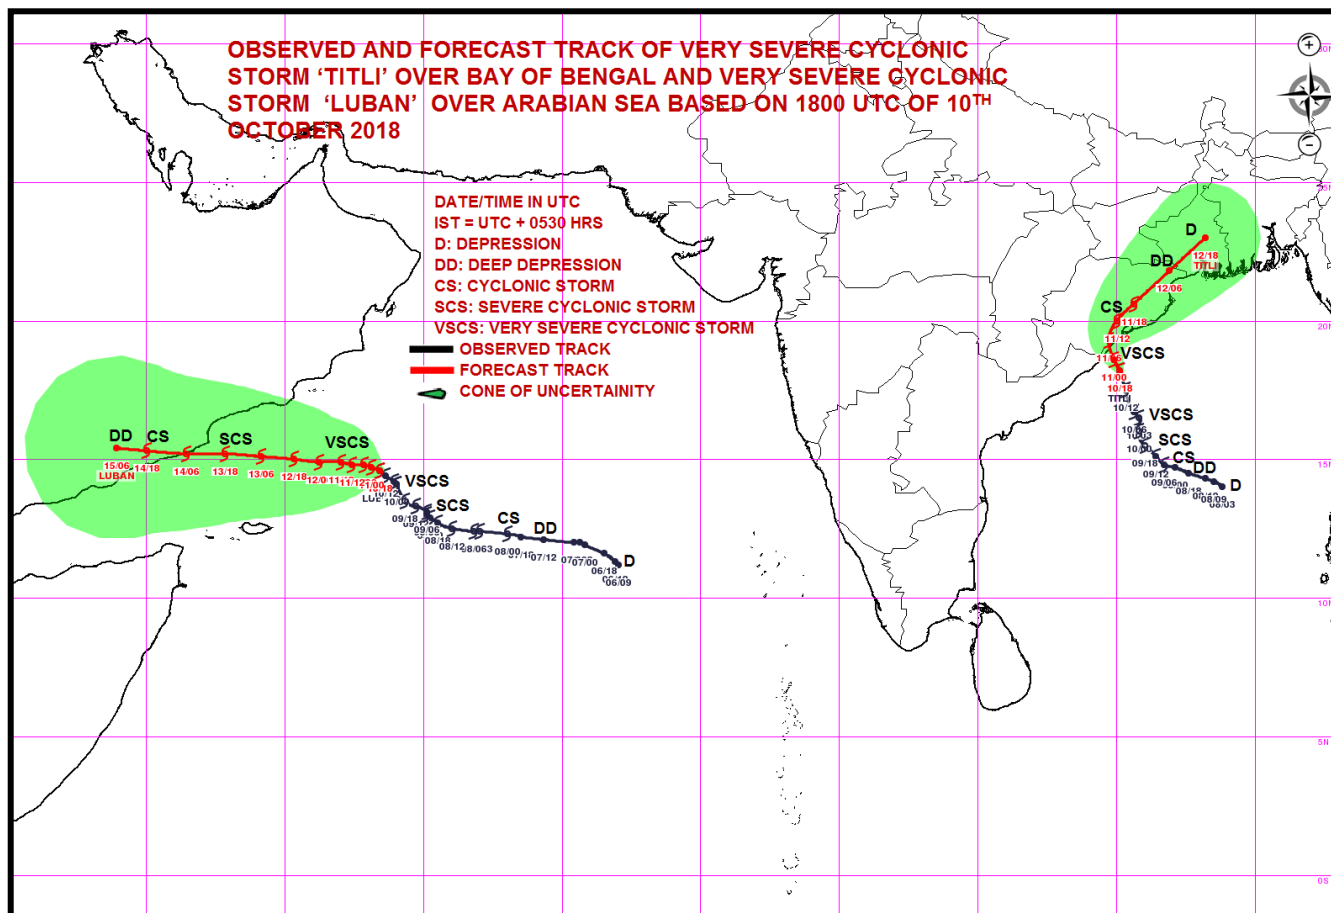 OBSERVED AND FORECAST TRACK OF VERY SEVERE CYCLONIC
STORM ‘TITLI’ OVER BAY OF BENGAL AND VERY SEVERE CYCLONIC
STORM ‘LUBAN’ OVER ARABIAN SEA BASED ON 1800 UTC OF 10TH
OCTOBER 2018
DATE/TIME IN UTC
IST = UTC + 0530 HRS
D: DEPRESSION
DD: DEEP DEPRESSION
CS: CYCLONIC STORM
SCS: SEVERE CYCLONIC STORM
VSCS: VERY SEVERE CYCLONIC STORM
OBSERVED TRACK
FORECAST TRACK
CONE OF UNCERTAINITY
D
12/18
TITLI
DD
12/06
CS
11/18
11/12
VSCS
11/00
10/18
TITLI
10/12
VSCS
SCS
09/18
CS
09/12
DD
09/06
08/18
D
08/09
08/03
DD
CS
SCS
VSCS
15/06
LUBAN
14/18
14/06
13/18
13/06
12/18
VSCS
SCS
09/18
09/06
08/18
08/12
CS
08/00
DD
07/12
07/00
D
06/18
06/09
20N
15N
10N
5N
0S